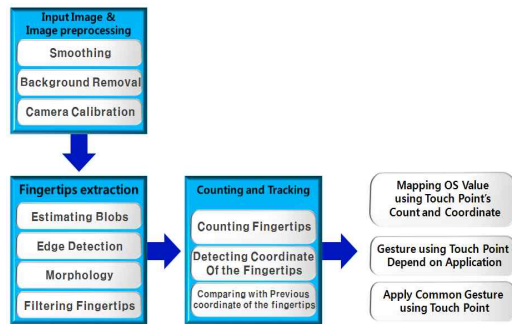 Input Image &
Image preprocessing
Smoothing
Background Removal
Camera Calibration
Fingertips extraction
Estimating Blobs
Edge Detection
Morphology
Filtering Fingertips
Counting and Tracking
Counting Fingertips
Detecting Coordinate
Of the Fingertips
Comparing with Previous
coordinate of the fingertips
Mapping OS Value
using Touch Point's
Count and Coordinate
Gesture using Touch Point
Depend on Application
Apply Common Gesture
using Touch Point